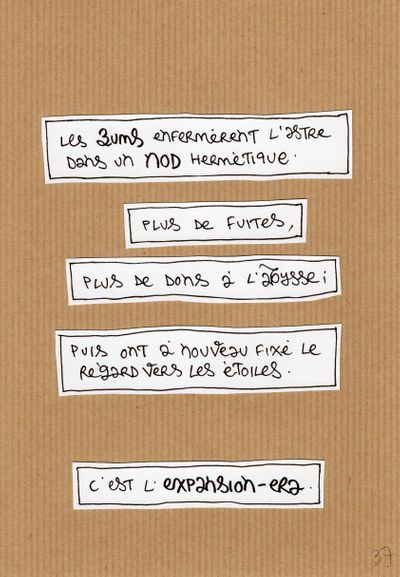 Les 3ums enfermèrent l'astre
dans un NOD hermétique.
Plus de fuites,
plus de dons à l'Abysse ;
Puis ont à nouveau fixé le
regard vers les étoiles.
C'est l'expansion-era.
37